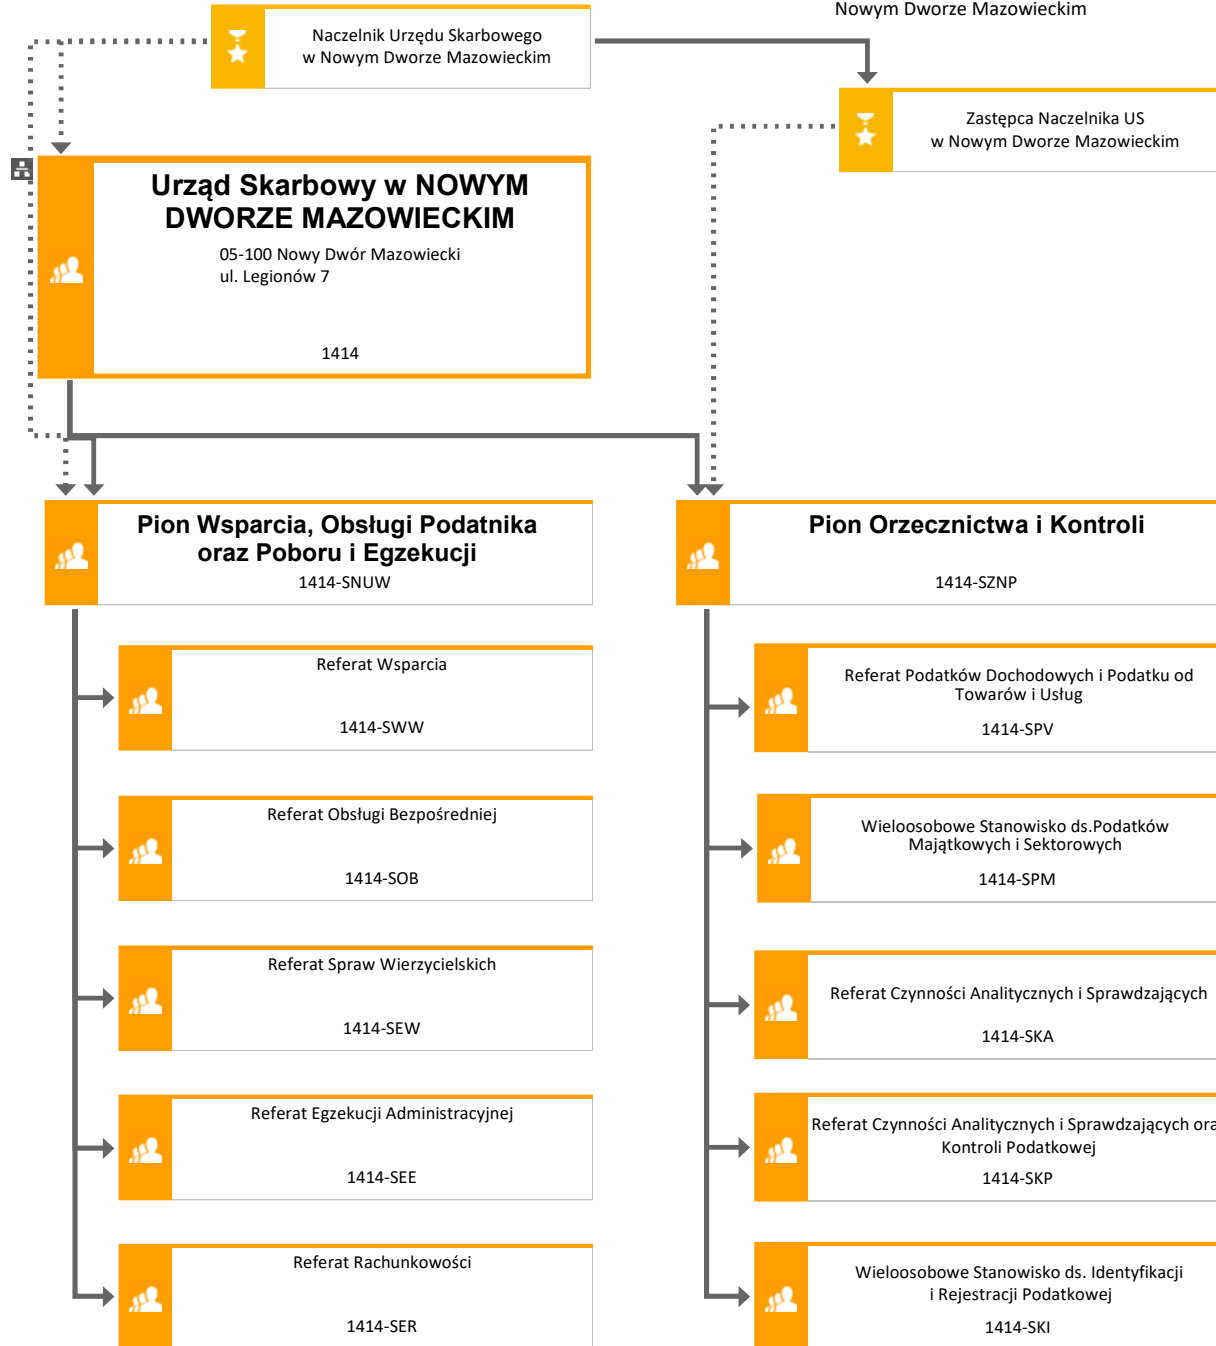 Nowym Dworze Mazowieckim
Naczelnik Urzędu Skarbowego
w Nowym Dworze Mazowieckim
Zastępca Naczelnika US
w Nowym Dworze Mazowieckim
Urząd Skarbowy w NOWYM
DWORZE MAZOWIECKIM
05-100 Nowy Dwór Mazowiecki
ul. Legionów 7
1414
Pion Wsparcia, Obsługi Podatnika
oraz Poboru i Egzekucji
1414-SNUW
Referat Wsparcia
1414-SWW
Referat Obsługi Bezpośredniej
1414-SOB
Referat Spraw Wierzycielskich
1414-SEW
Referat Egzekucji Administracyjnej
1414-SEE
Referat Rachunkowości
1414-SER
Pion Orzecznictwa i Kontroli
1414-SZNP
Referat Podatków Dochodowych i Podatku od
Towarów i Usług
1414-SPV
Wieloosobowe Stanowisko ds.Podatków
Majątkowych i Sektorowych
1414-SPM
Referat Czynności Analitycznych i Sprawdzających
1414-SKA
Referat Czynności Analitycznych i Sprawdzających ora
Kontroli Podatkowej
1414-SKP
Wieloosobowe Stanowisko ds. Identyfikacji
i Rejestracji Podatkowej
1414-SKI